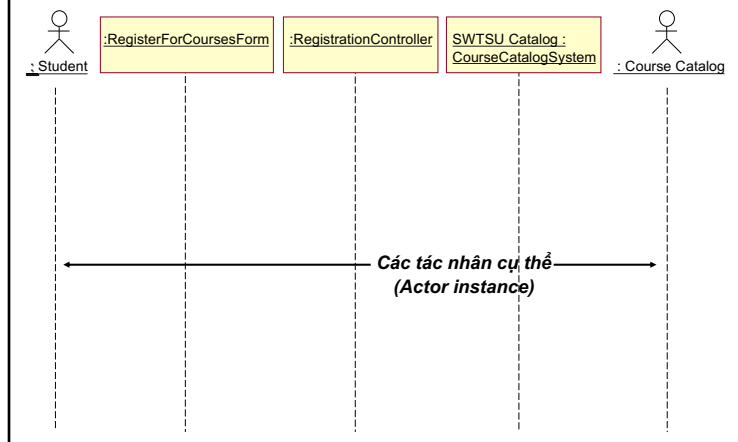 :RegisterForCoursesForm
:RegistrationController
SWTSU Catalog :
CourseCatalogSystem
: Student
: Course Catalog
Các tác nhân cụ thể
(Actor instance)